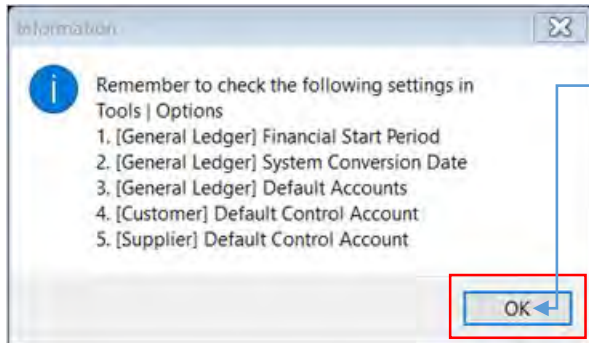 Information
Remember to check the following settings in
Tools | Options
1. [General Ledger] Financial Start Period
2. [General Ledger] System Conversion Date
3. [General Ledger] Default Accounts
4. [Customer] Default Control Account
5. [Supplier] Default Control Account
OK